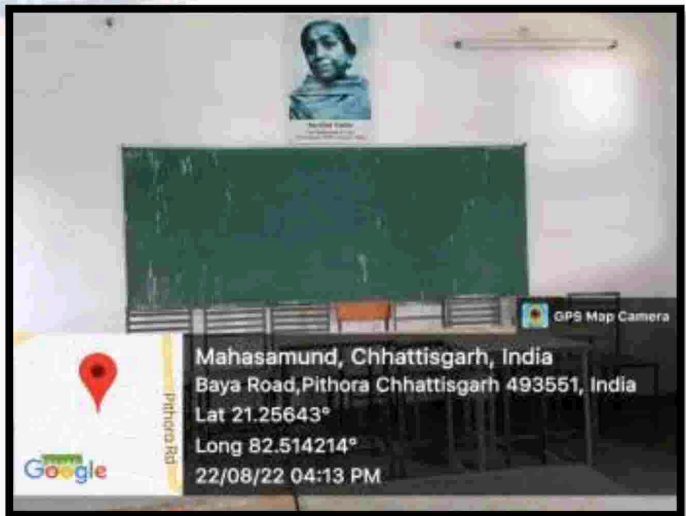 GPS Map Camera
Mahasamund, Chhattisgarh, India
Baya Road,Pithora Chhattisgarh 493551, India
Lat 21.25643°
Long 82.514214°
22/08/22 04:13 PM
Pithora Rd
Google